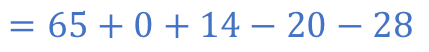 = 65 + 0 + 14 − 20 − 28